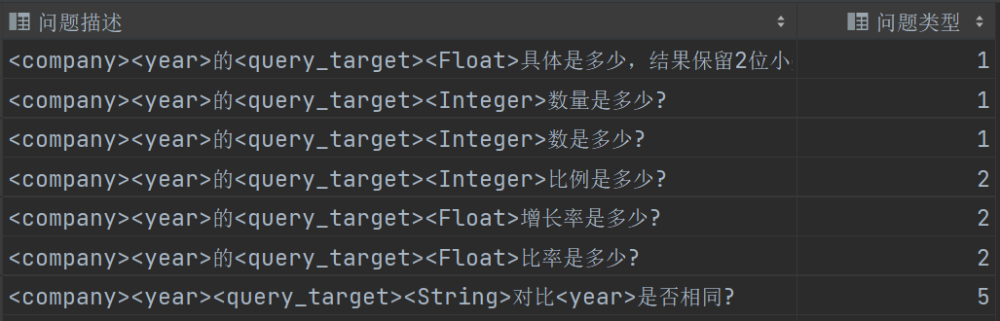 问题描述 问题类型
<company><year>的<query_target><Float>具体是多少，结果保留2位小 1
<company><year>的<query_target><Integer>数量是多少? 1
<company><year>的<query_target><Integer>数是多少? 1
<company><year>的<query_target><Integer>比例是多少? 2
<company><year>的<query_target><Float>增长率是多少? 2
<company><year>的<query_target><Float>比率是多少? 2
<company><year><query_target><String>对比<year>是否相同? 5